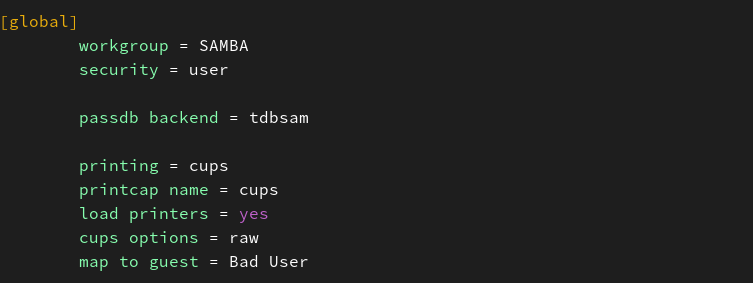 [global]
workgroup = SAMBA
security = user
passdb backend = tdbsam
printing = cups
printcap name = cups
load printers = yes
cups options = raw
map to guest = Bad User